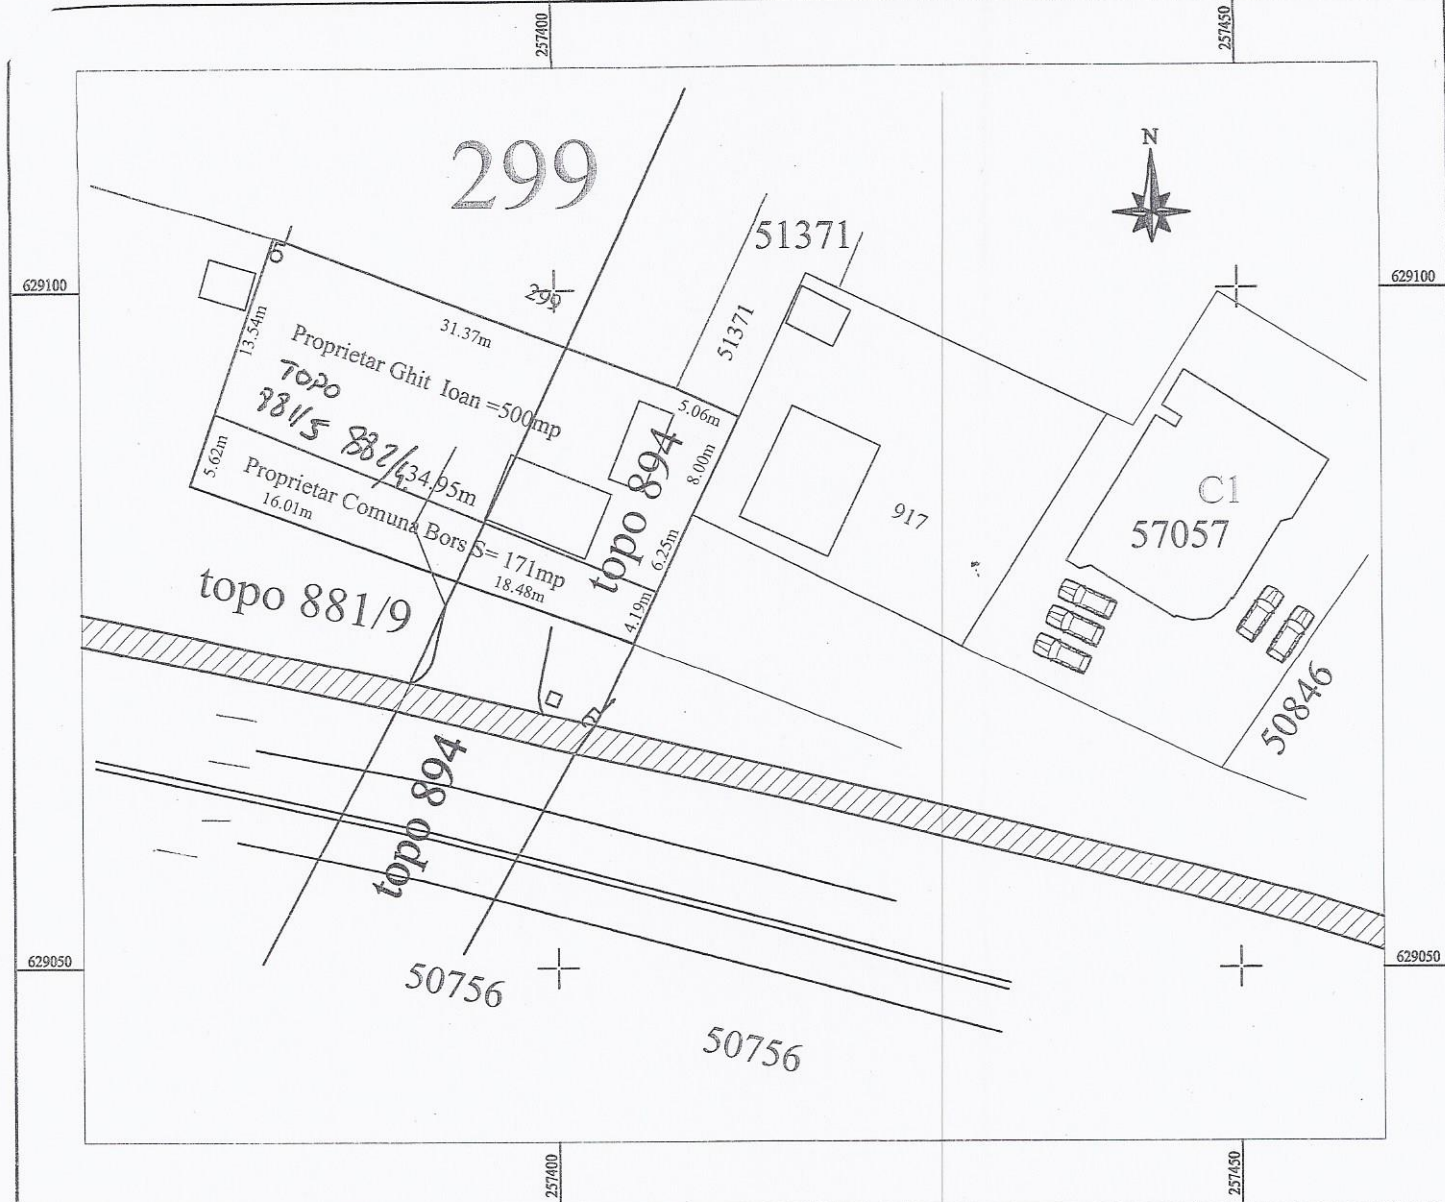 257400
257450
N
299
51371
6
629100
629100
299
31.37m
51371
13.54m
Proprietar Ghit Ioan =500mp
TOPO
881/5 882/4
5.06m
topo 894
8.00m
34.95m
5.62m
Proprietar Comuna Bors S= 171mp
16.01m
18.48m
6.25m
4.19m
917
C1
57057
topo 881/9
50846
topo 894
629050
629050
50756
50756
257400
257450